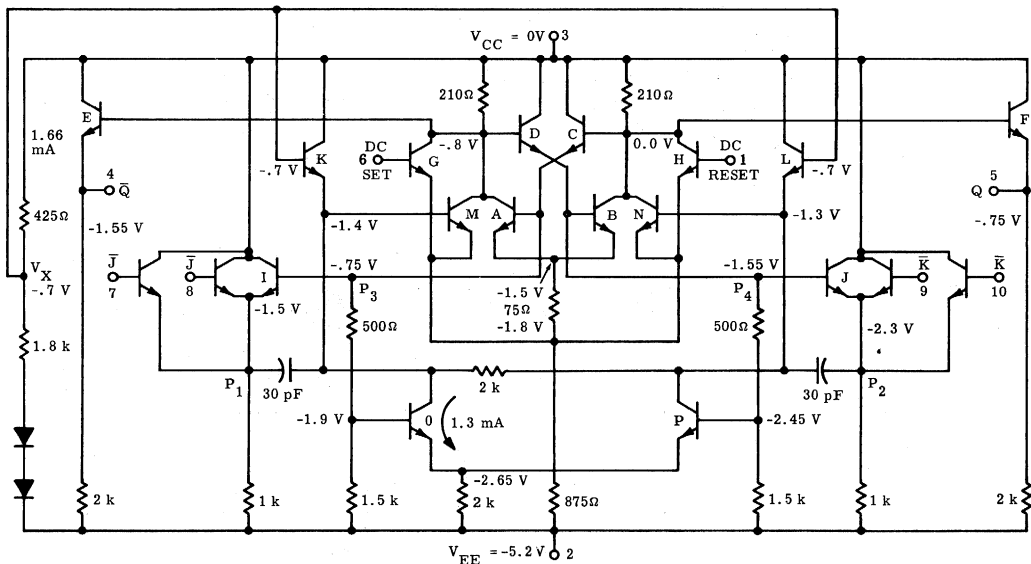 V_CC = 0V 3
210Ω
210Ω
E
1.66
mA
D
C
F
DC
6
SET
G
-.8 V
0.0 V
H
DC
1
RESET
K
-.7 V
L
-.7 V
4
Q̄
-1.55 V
5
Q
-.75 V
425Ω
M
A
B
N
-1.4 V
-1.3 V
V_X
-.7 V
J̄
7
J̄
8
I
-.75 V
P_3
-1.5 V
-1.5 V
75Ω
-1.8 V
-1.55 V
P_4
J
K̄
9
K̄
10
-2.3 V
500Ω
500Ω
1.8 k
P_1
30 pF
2 k
30 pF
P_2
-1.9 V
0
1.3 mA
P
-2.45 V
-2.65 V
2 k
1 k
1.5 k
2 k
875Ω
1.5 k
1 k
2 k
V_EE = -5.2 V 2